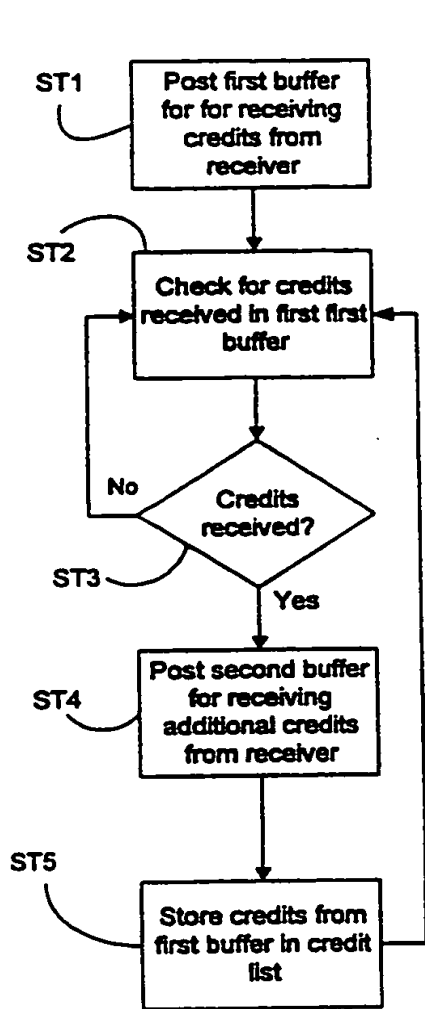 ST1
Post first buffer
for for receiving
credits from
receiver
ST2
Check for credits
received in first first
buffer
No
Credits
received?
ST3
Yes
Post second buffer
for receiving
additional credits
from receiver
ST4
ST5
Store credits from
first buffer in credit
list